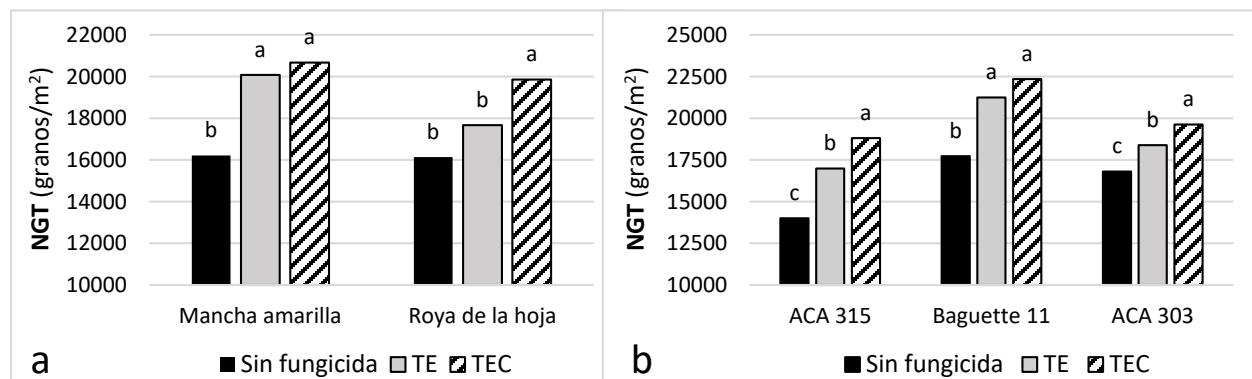 NGT (granos/m²)
22000
20000
18000
16000
14000
12000
10000
b
a
a
b
b
a
Mancha amarilla
Roya de la hoja
a
Sin fungicida
TE
TEC
NGT (granos/m²)
25000
22500
20000
17500
15000
12500
10000
c
b
a
b
a
a
c
b
a
ACA 315
Baguette 11
ACA 303
b
Sin fungicida
TE
TEC